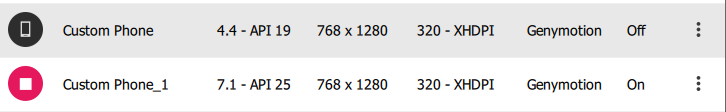 Custom Phone 4.4 - API 19 768 x 1280 320 - XHDPI Genymotion Off
Custom Phone_1 7.1 - API 25 768 x 1280 320 - XHDPI Genymotion On